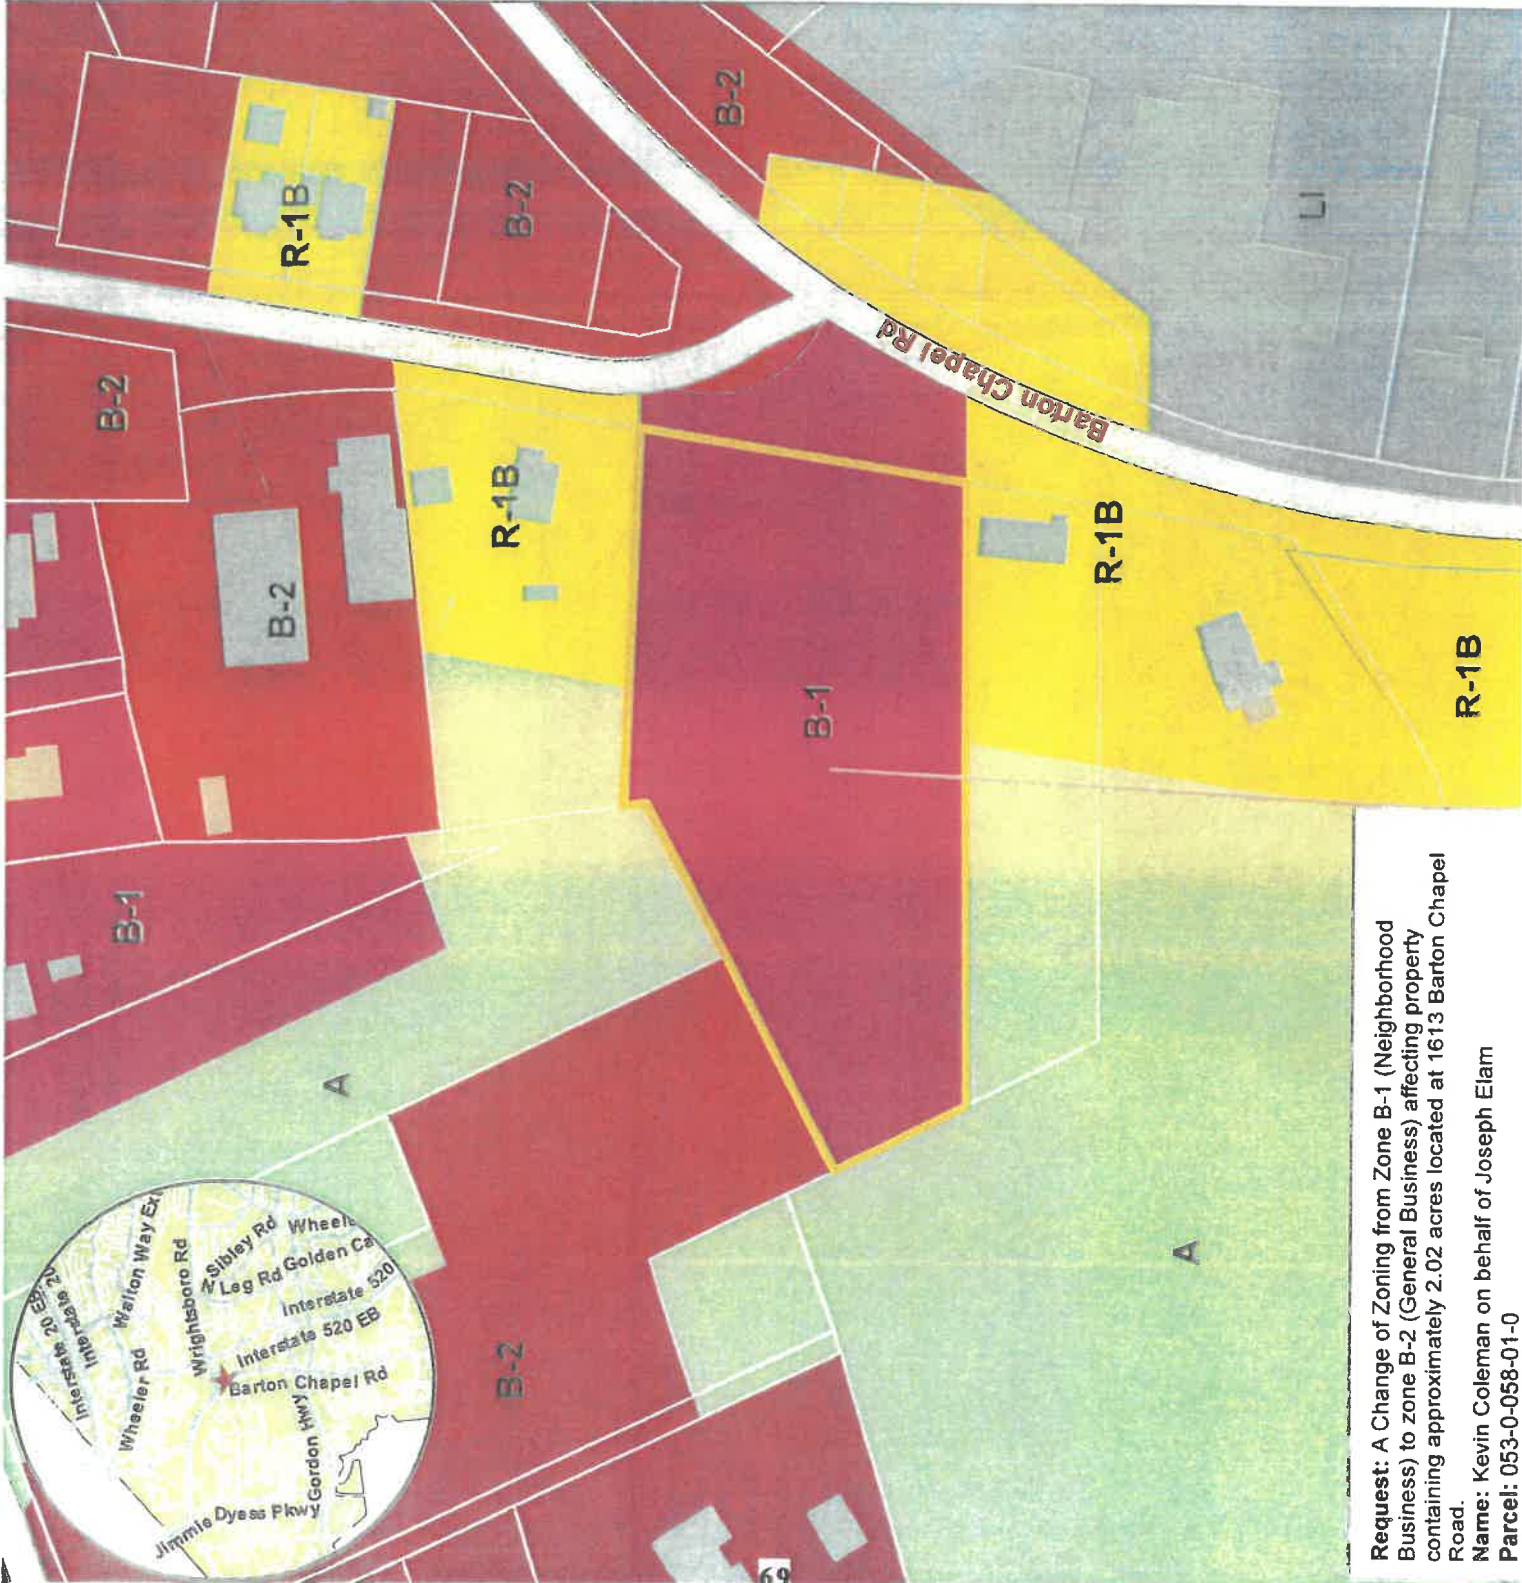 B-2
B-2
B-2
B-2
R-1B
R-1B
R-1B
R-1B
B-1
B-1
B-2
LI
A
A
Barton Chapel Rd
Interstate 20
Interstate 20
Walton Way Ex
Wheeler Rd
Wrightsboro Rd
N Leg Rd
Sibley Rd
Wheel
Golden Ca
Interstate 520
Interstate 520 EB
Barton Chapel Rd
Gordon Hwy
Jimmie Dyess Pkwy
69
Request: A Change of Zoning from Zone B-1 (Neighborhood
Business) to zone B-2 (General Business) affecting property
containing approximately 2.02 acres located at 1613 Barton Chapel
Road.
Name: Kevin Coleman on behalf of Joseph Elam
Parcel: 053-0-058-01-0